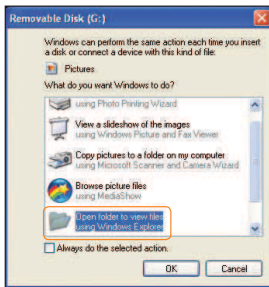 Removable Disk (G:)
Windows can perform the same action each time you insert
a disk or connect a device with this kind of file:
Pictures
What do you want Windows to do?
using Photo Printing Wizard
View a slideshow of the images
using Windows Picture and Fax Viewer
Copy pictures to a folder on my computer
using Microsoft Scanner and Camera Wizard
Browse picture files
using MediaShow
Open folder to view files
using Windows Explorer
Always do the selected action.
OK
Cancel